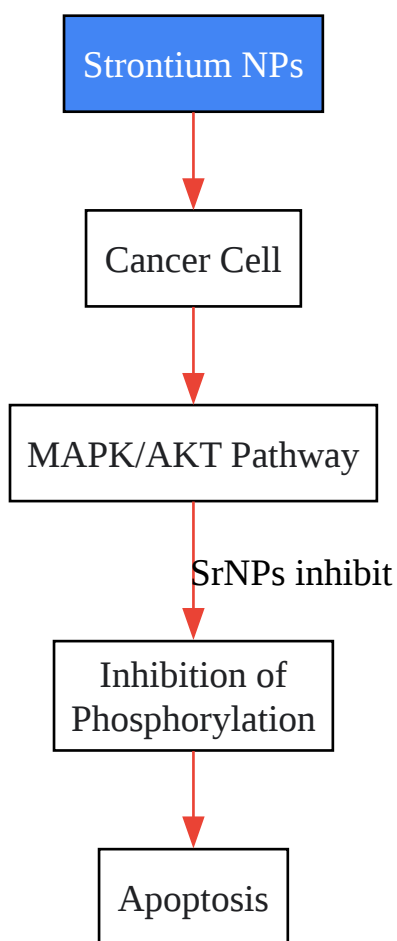 Strontium NPs
Cancer Cell
MAPK/AKT Pathway
SrNPs inhibit
Inhibition of
Phosphorylation
Apoptosis